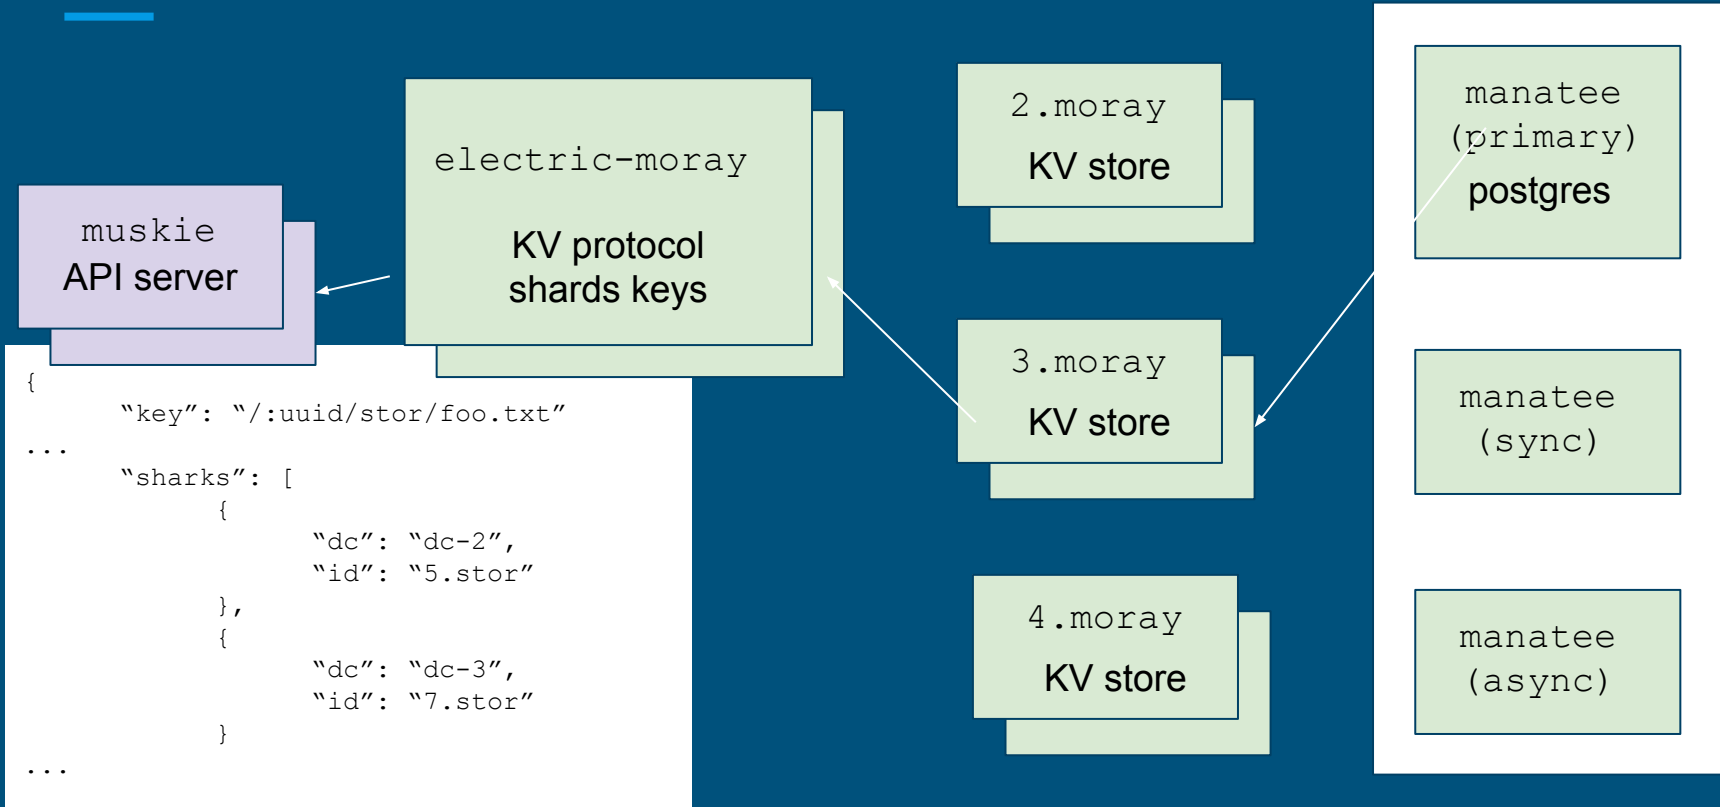 muskie
API server
electric-moray
KV protocol
shards keys
2.moray
KV store
3.moray
KV store
4.moray
KV store
manatee
(primary)
postgres
manatee
(sync)
manatee
(async)
{
“key”: “/:uuid/stor/foo.txt”
...
“sharks”: [
{
“dc”: “dc-2”,
“id”: “5.stor”
},
{
“dc”: “dc-3”,
“id”: “7.stor”
}
...